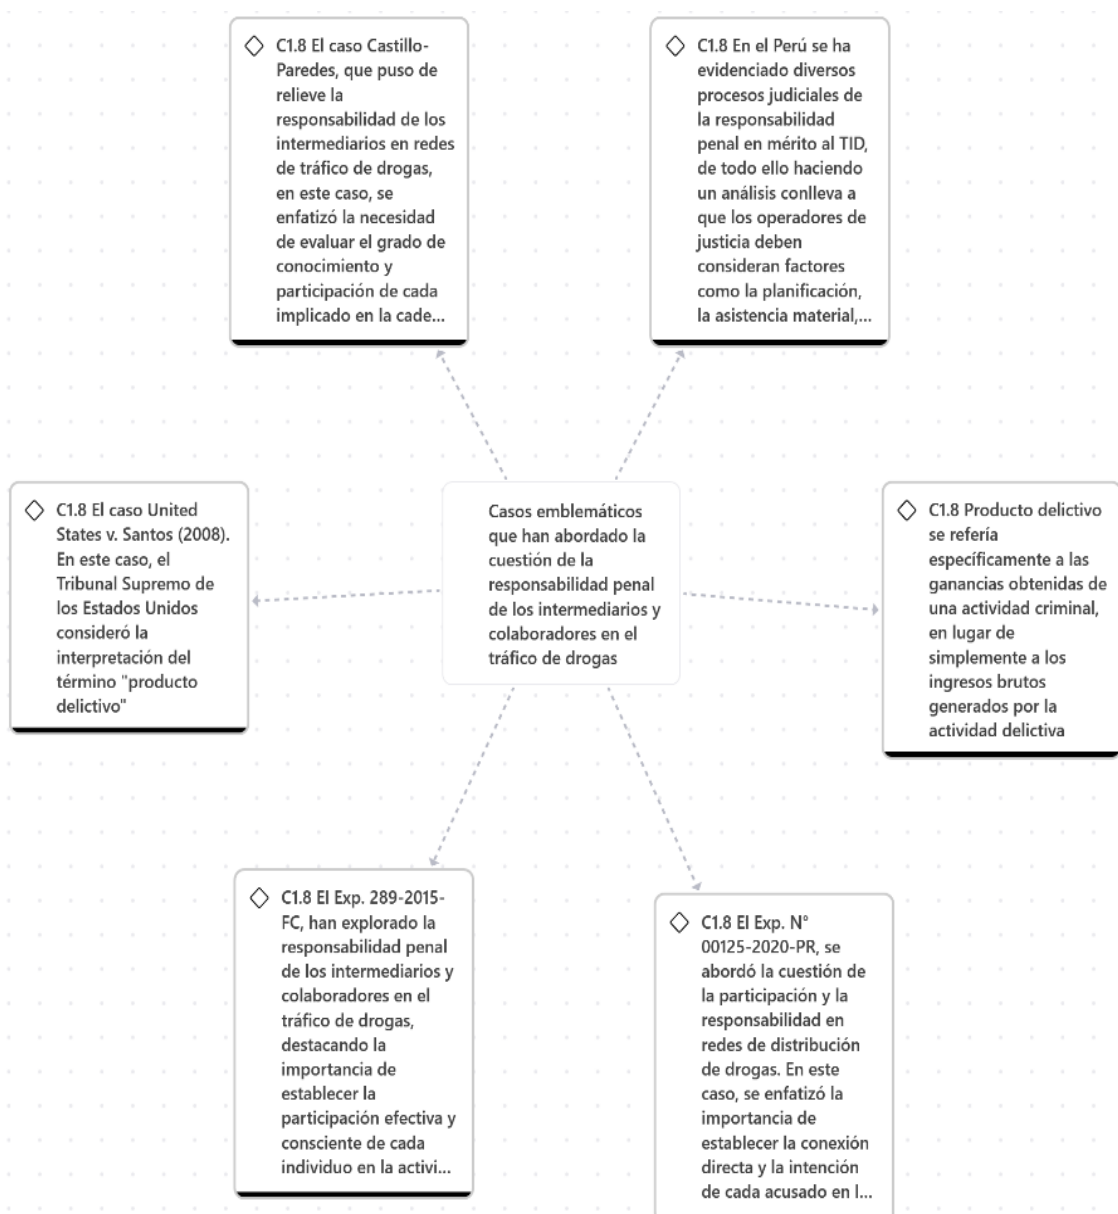 C1.8 El caso Castillo-
Paredes, que puso de
relieve la
responsabilidad de los
intermediarios en redes
de tráfico de drogas,
en este caso, se
enfatizó la necesidad
de evaluar el grado de
conocimiento y
participación de cada
implicado en la cade...
C1.8 En el Perú se ha
evidenciado diversos
procesos judiciales de
la responsabilidad
penal en mérito al TID,
de todo ello haciendo
un análisis conlleva a
que los operadores de
justicia deben
consideran factores
como la planificación,
la asistencia material,...
C1.8 El caso United
States v. Santos (2008).
En este caso, el
Tribunal Supremo de
los Estados Unidos
consideró la
interpretación del
término "producto
delictivo"
Casos emblemáticos
que han abordado la
cuestión de la
responsabilidad penal
de los intermediarios y
colaboradores en el
tráfico de drogas
C1.8 Producto delictivo
se refería
específicamente a las
ganancias obtenidas de
una actividad criminal,
en lugar de
simplemente a los
ingresos brutos
generados por la
actividad delictiva
C1.8 El Exp. 289-2015-
FC, han explorado la
responsabilidad penal
de los intermediarios y
colaboradores en el
tráfico de drogas,
destacando la
importancia de
establecer la
participación efectiva y
consciente de cada
individuo en la activi...
C1.8 El Exp. N°
00125-2020-PR, se
abordó la cuestión de
la participación y la
responsabilidad en
redes de distribución
de drogas. En este
caso, se enfatizó la
importancia de
establecer la conexión
directa y la intención
de cada acusado en l...